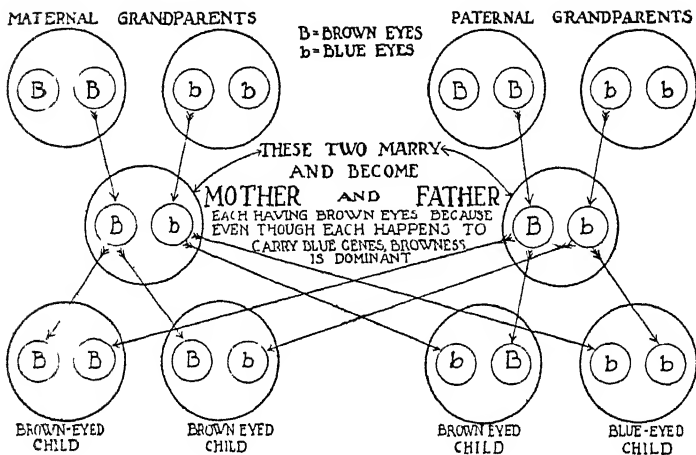 MATERNAL GRANDPARENTS
B=BROWN EYES
b=BLUE EYES
PATERNAL GRANDPARENTS
B B
b b
B B
b b
THESE TWO MARRY
AND BECOME
MOTHER AND FATHER
EACH HAVING BROWN EYES BECAUSE
EVEN THOUGH EACH HAPPENS TO
CARRY BLUE GENES, BROWNESS
IS DOMINANT
B b
B b
B B
B b
b B
b b
BROWN-EYED
CHILD
BROWN EYED
CHILD
BROWN EYED
CHILD
BLUE-EYED
CHILD